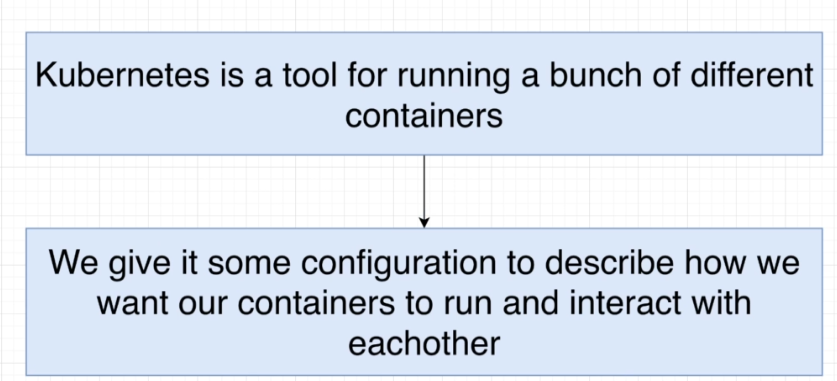 Kubernetes is a tool for running a bunch of different
containers
We give it some configuration to describe how we
want our containers to run and interact with
eachother